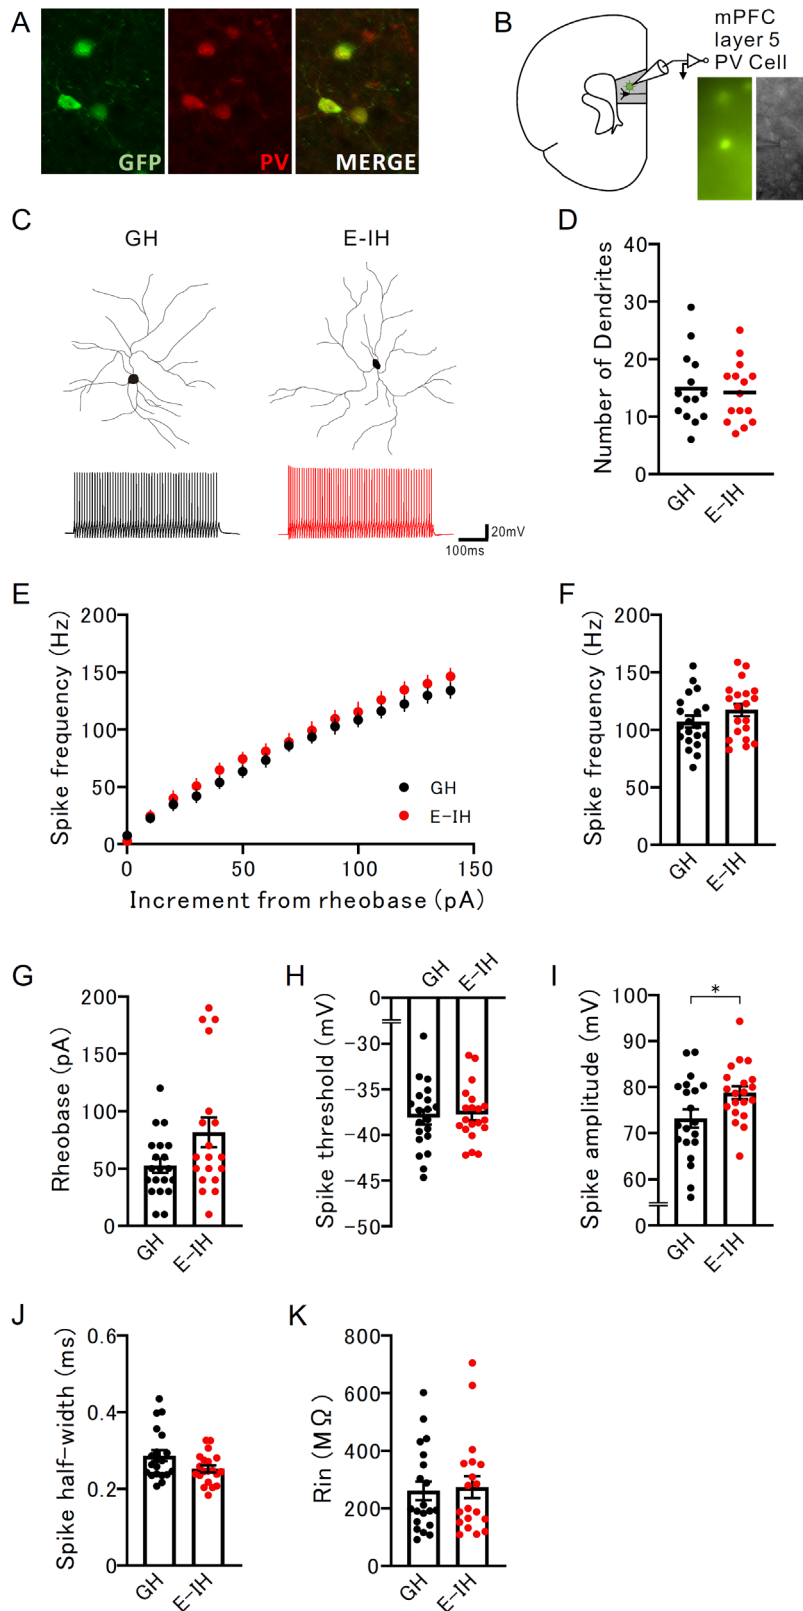 A
GFP
PV
MERGE
B
mPFC
layer 5
PV Cell
C
GH
E-IH
20mV
100ms
D
Number of Dendrites
40
30
20
10
0
GH
E-IH
E
Spike frequency (Hz)
200
150
100
50
0
GH
E-IH
0
50
100
150
Increment from rheobase (pA)
F
Spike frequency (Hz)
200
150
100
50
0
GH
E-IH
G
Rheobase (pA)
200
150
100
50
0
GH
E-IH
H
GH
E-IH
Spike threshold (mV)
0
-30
-35
-40
-45
-50
I
*
Spike amplitude (mV)
100
90
80
70
60
0
GH
E-IH
J
Spike half-width (ms)
0.6
0.4
0.2
0
GH
E-IH
K
Rin (MΩ)
800
600
400
200
0
GH
E-IH